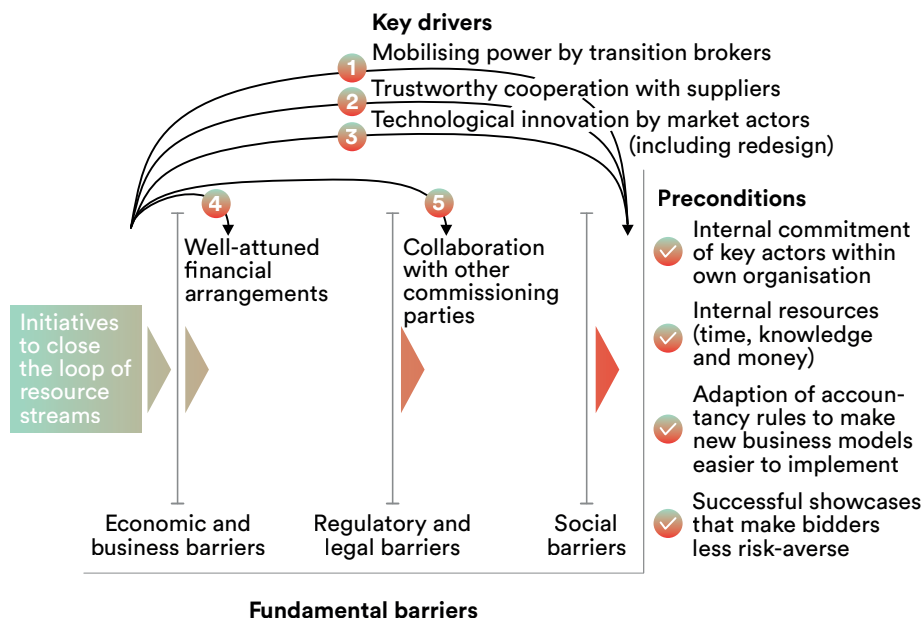 Key drivers
Mobilising power by transition brokers
1
Trustworthy cooperation with suppliers
2
Technological innovation by market actors
(including redesign)
3
4
Well-attuned
financial
arrangements
5
Collaboration
with other
commissioning
parties
Initiatives
to close
the loop of
resource
streams
Economic and
business barriers
Regulatory and
legal barriers
Social
barriers
Fundamental barriers
Preconditions
Internal commitment
of key actors within
own organisation
Internal resources
(time, knowledge
and money)
Adaption of accoun-
tancy rules to make
new business models
easier to implement
Successful showcases
that make bidders
less risk-averse